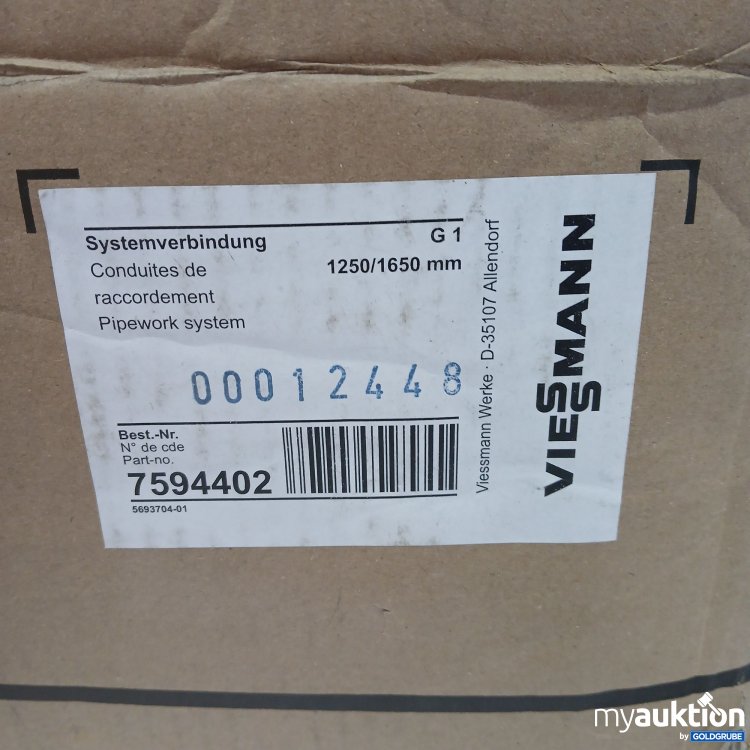 Systemverbindung G 1
Conduites de 1250/1650 mm
raccordement
Pipework system
00012448
Best.-Nr.
N° de cde
Part-no.
7594402
5693704-01
Viessmann Werke · D-35107 Allendorf
VIESSMANN
myauktion
by GOLDGRUBE